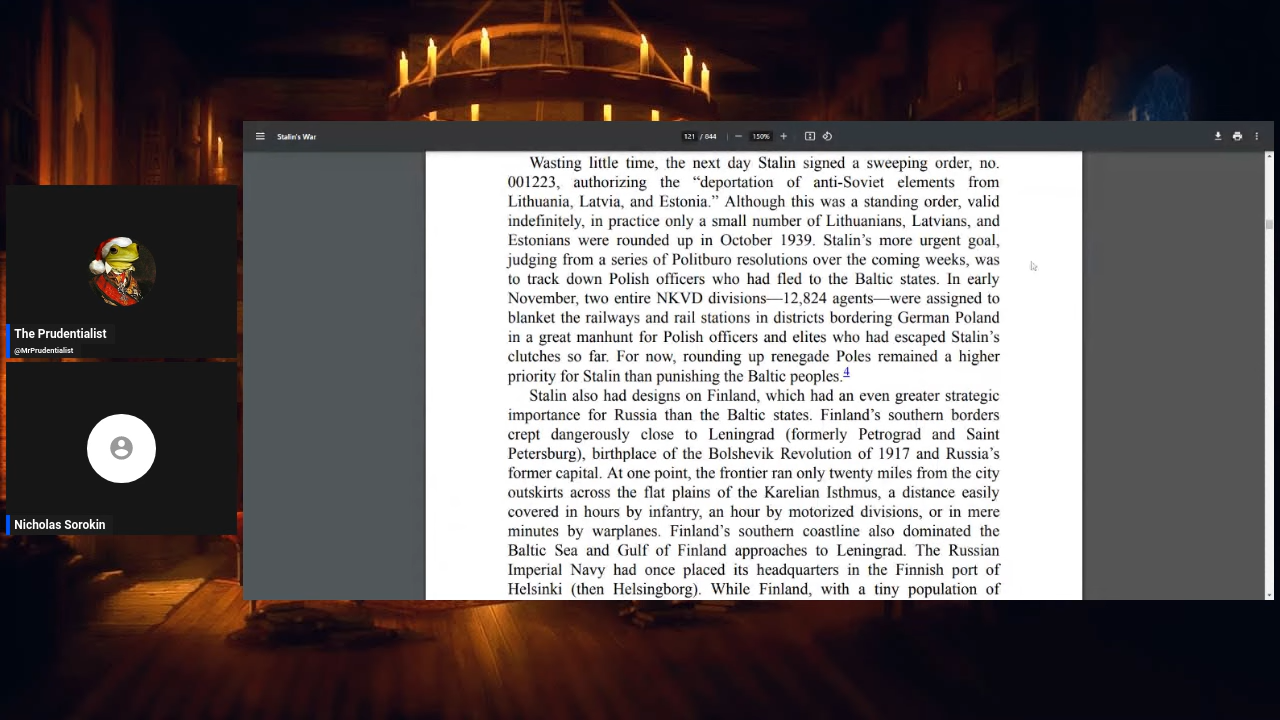 Stalin's War
121 / 844
150%
Wasting little time, the next day Stalin signed a sweeping order, no.
001223, authorizing the “deportation of anti-Soviet elements from
Lithuania, Latvia, and Estonia.” Although this was a standing order, valid
indefinitely, in practice only a small number of Lithuanians, Latvians, and
Estonians were rounded up in October 1939. Stalin’s more urgent goal,
judging from a series of Politburo resolutions over the coming weeks, was
to track down Polish officers who had fled to the Baltic states. In early
November, two entire NKVD divisions—12,824 agents—were assigned to
blanket the railways and rail stations in districts bordering German Poland
in a great manhunt for Polish officers and elites who had escaped Stalin’s
clutches so far. For now, rounding up renegade Poles remained a higher
priority for Stalin than punishing the Baltic peoples.4
Stalin also had designs on Finland, which had an even greater strategic
importance for Russia than the Baltic states. Finland’s southern borders
crept dangerously close to Leningrad (formerly Petrograd and Saint
Petersburg), birthplace of the Bolshevik Revolution of 1917 and Russia’s
former capital. At one point, the frontier ran only twenty miles from the city
outskirts across the flat plains of the Karelian Isthmus, a distance easily
covered in hours by infantry, an hour by motorized divisions, or in mere
minutes by warplanes. Finland’s southern coastline also dominated the
Baltic Sea and Gulf of Finland approaches to Leningrad. The Russian
Imperial Navy had once placed its headquarters in the Finnish port of
Helsinki (then Helsingborg). While Finland, with a tiny population of
The Prudentialist
@MrPrudentialist
Nicholas Sorokin